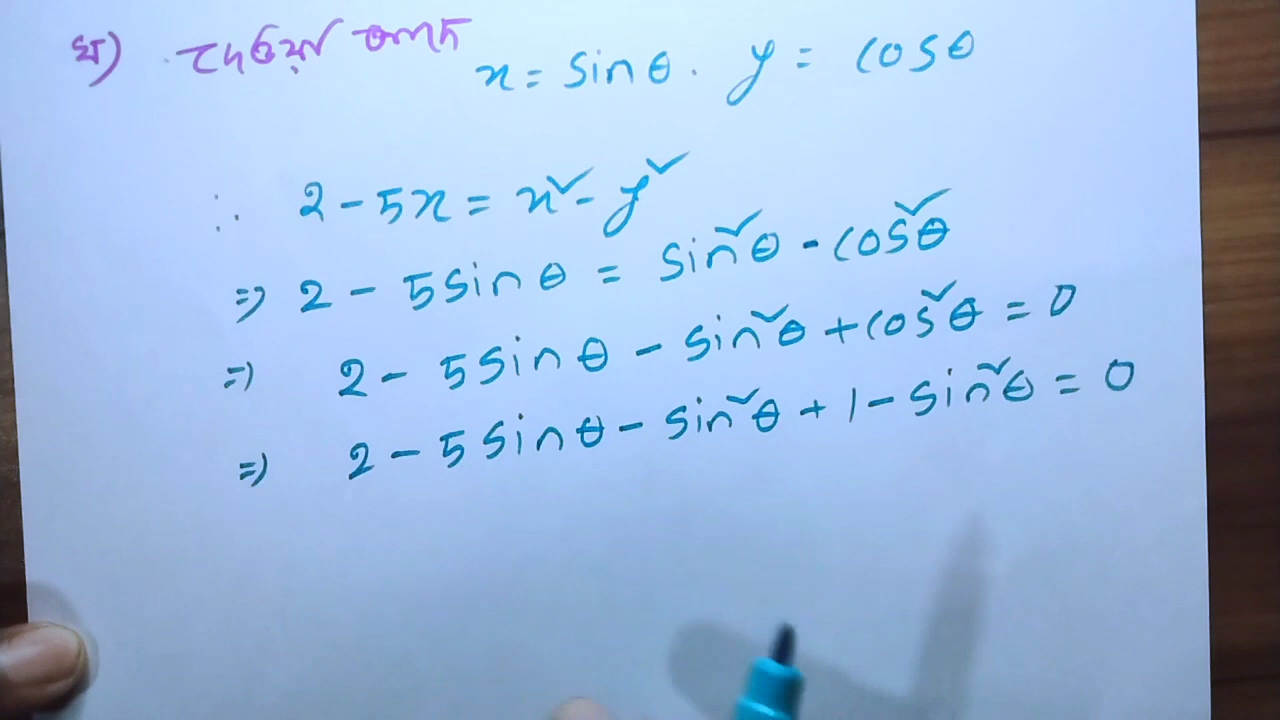 ঘ) দেওয়া আছে x = sinθ. y = cosθ
∴ 2 - 5x = x² - y²
⇒ 2 - 5sinθ = sin²θ - cos²θ
⇒ 2 - 5sinθ - sin²θ + cos²θ = 0
⇒ 2 - 5sinθ - sin²θ + 1 - sin²θ = 0